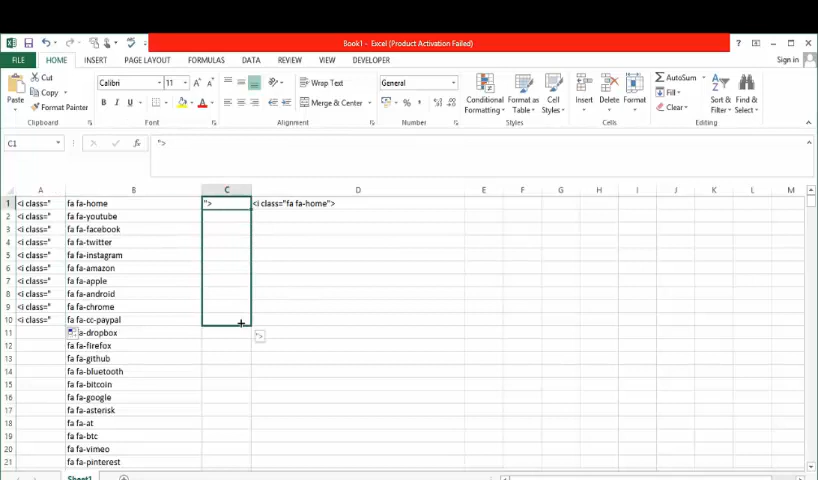 Book1 - Excel (Product Activation Failed)
?
FILE HOME INSERT PAGE LAYOUT FORMULAS DATA REVIEW VIEW DEVELOPER Sign in
Paste
Cut
Copy
Format Painter
Clipboard
Calibri 11 A A
B I U A
Font
Wrap Text
Merge & Center
Alignment
General
% ,
Number
Conditional Formatting
Format as Table
Cell Styles
Styles
Insert Delete Format
Cells
AutoSum
Fill
Clear
Sort & Filter
Find & Select
Editing
C1 fx ">
A B C D E F G H I J K L M
1 <i class=" fa fa-home "> <i class="fa fa-home">
2 <i class=" fa fa-youtube
3 <i class=" fa fa-facebook
4 <i class=" fa fa-twitter
5 <i class=" fa fa-instagram
6 <i class=" fa fa-amazon
7 <i class=" fa fa-apple
8 <i class=" fa fa-android
9 <i class=" fa fa-chrome
10 <i class=" fa fa-cc-paypal
11 a-dropbox ">
12 fa fa-firefox
13 fa fa-github
14 fa fa-bluetooth
15 fa fa-bitcoin
16 fa fa-google
17 fa fa-asterisk
18 fa fa-at
19 fa fa-btc
20 fa fa-vimeo
21 fa fa-pinterest
Sheet1